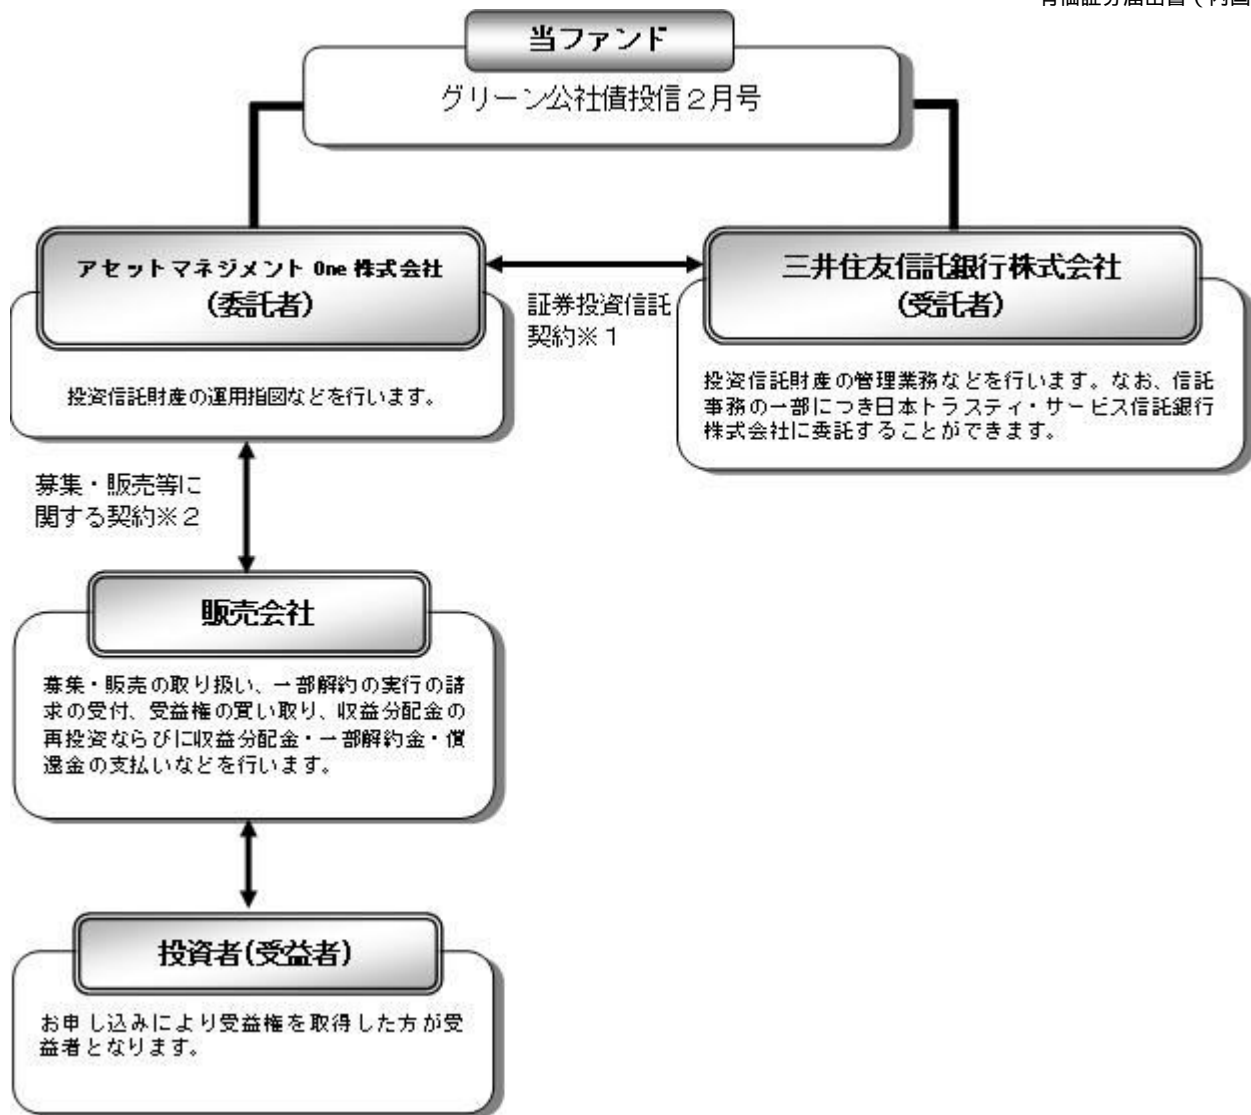 当ファンド
グリーン公社債投信２月号
アセットマネジメント One 株式会社
(委託者)
証券投資信託
契約※１
三井住友信託銀行株式会社
(受託者)
投資信託財産の運用指図などを行います。
投資信託財産の管理業務などを行います。なお、信託
事務の一部につき日本トラスティ・サービス信託銀行
株式会社に委託することができます。
募集・販売等に
関する契約※２
販売会社
募集・販売の取り扱い、一部解約の実行の請
求の受付、受益権の買い取り、収益分配金の
再投資ならびに収益分配金・一部解約金・償
還金の支払いなどを行います。
投資者(受益者)
お申し込みにより受益権を取得した方が受
益者となります。